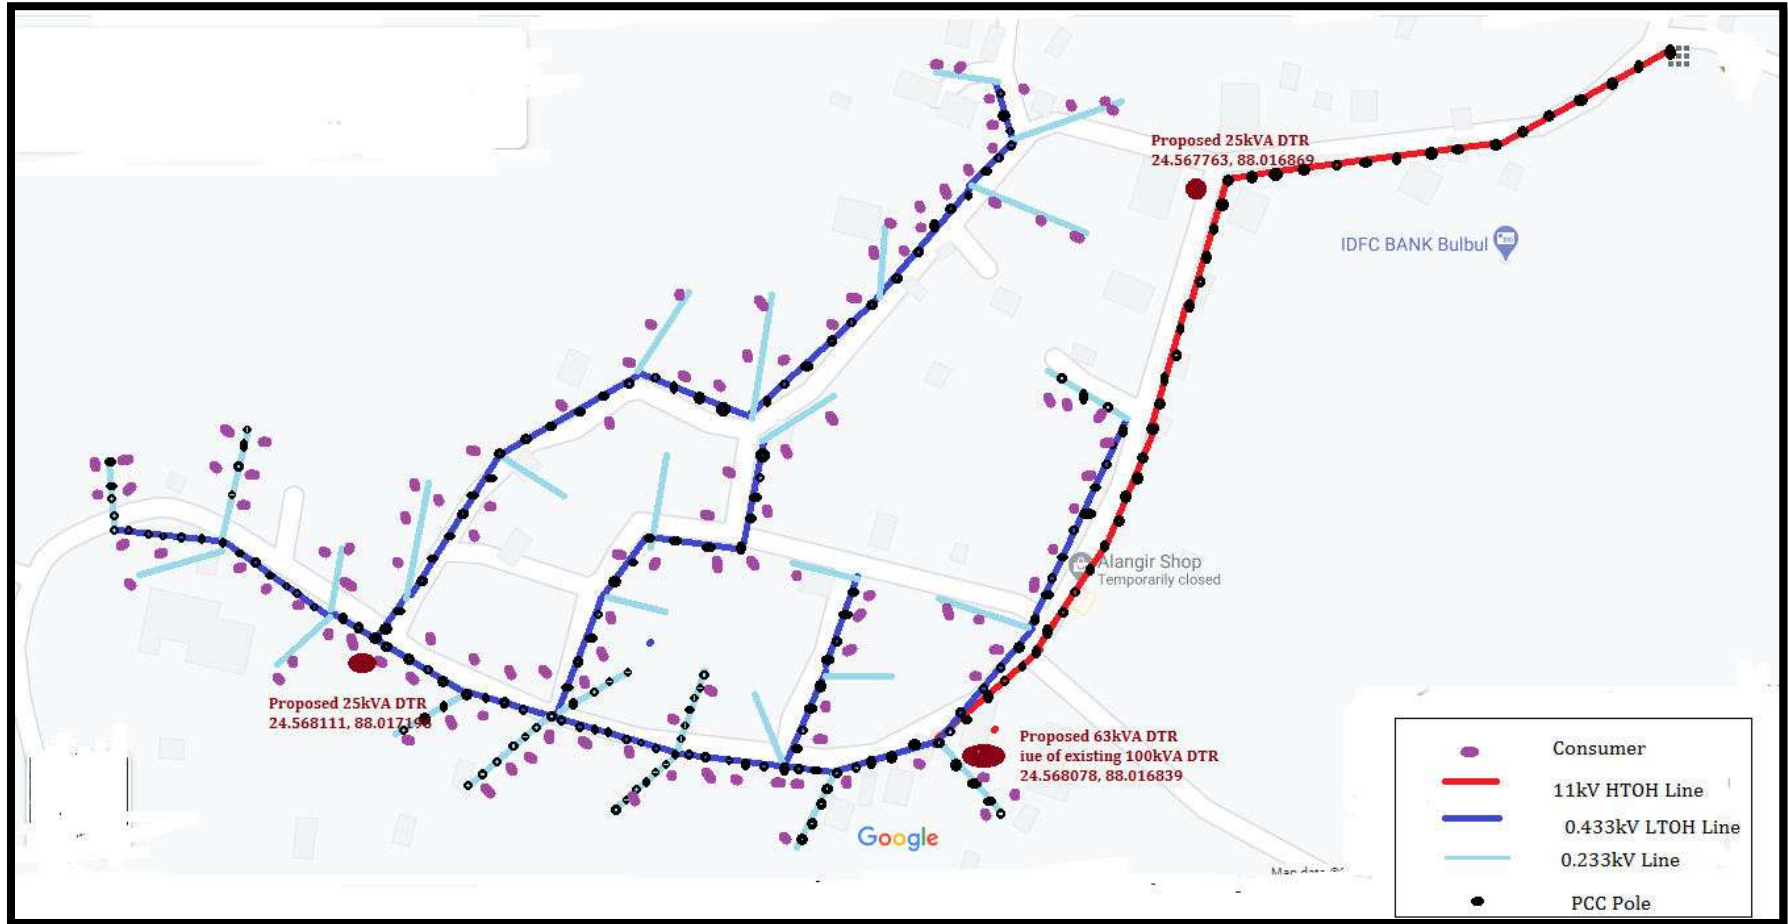 Proposed 25kVA DTR
24.567763, 88.016869
IDFC BANK Bulbul
Alangir Shop
Temporarily closed
Proposed 25kVA DTR
24.568111, 88.017198
Proposed 63kVA DTR
iue of existing 100kVA DTR
24.568078, 88.016839
Google
Map data
Consumer
11kV HTOH Line
0.433kV LTOH Line
0.233kV Line
PCC Pole